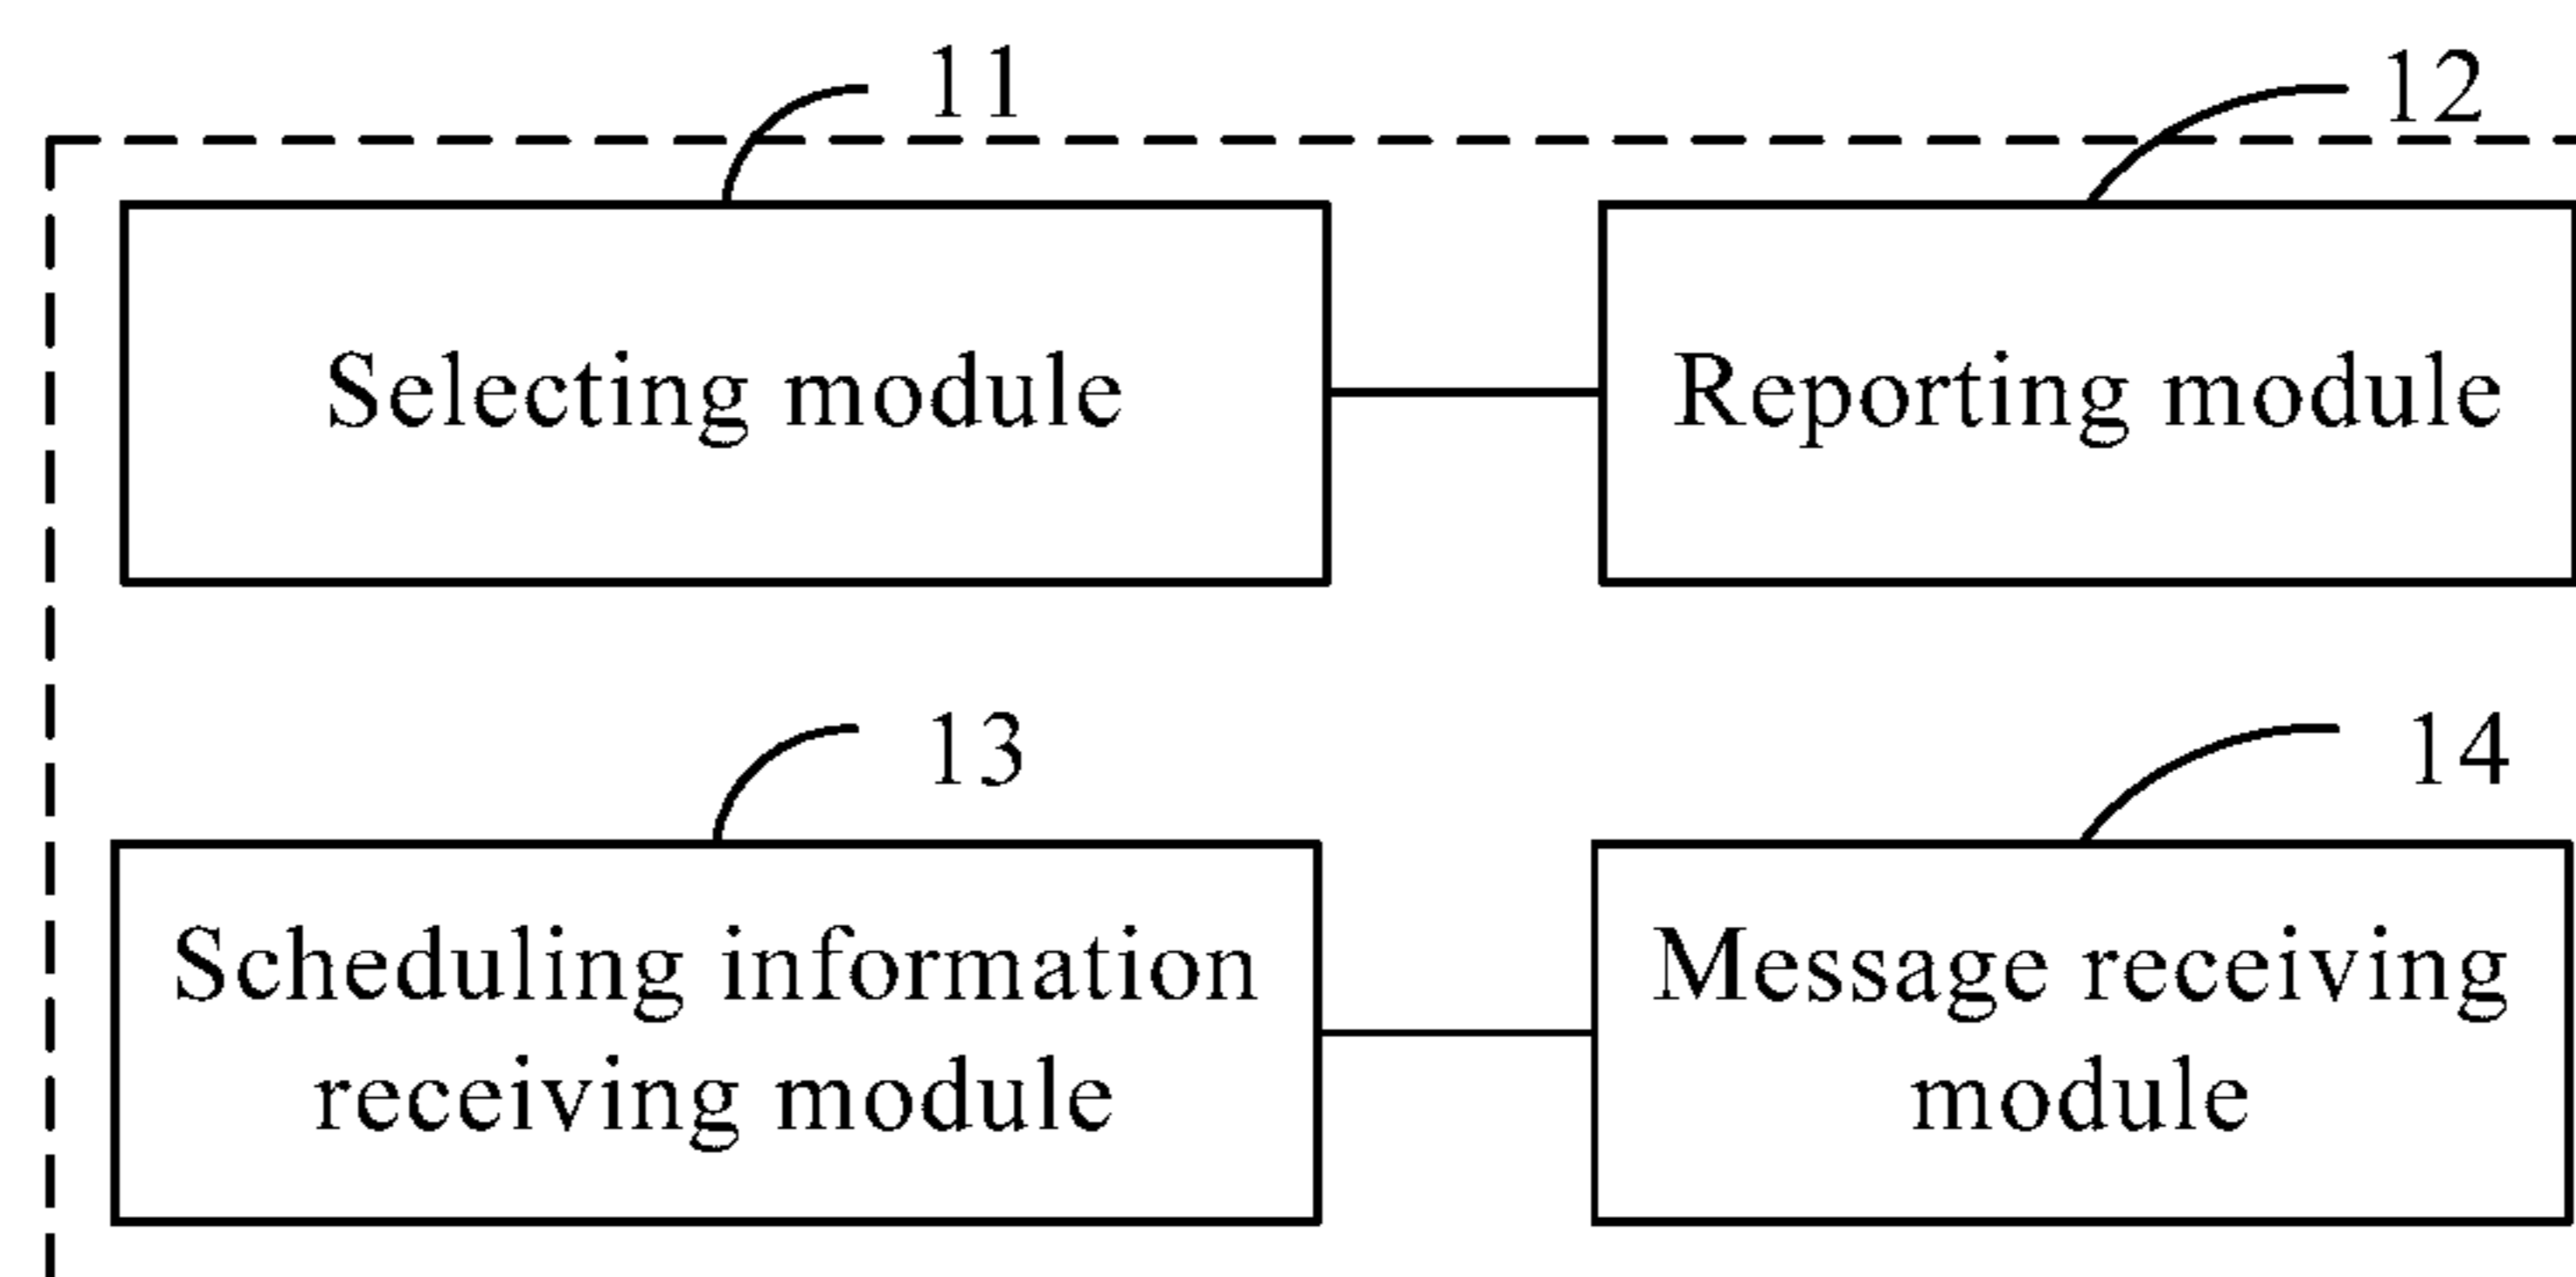 11
12
Selecting module
Reporting module
13
14
Scheduling information
receiving module
Message receiving
module